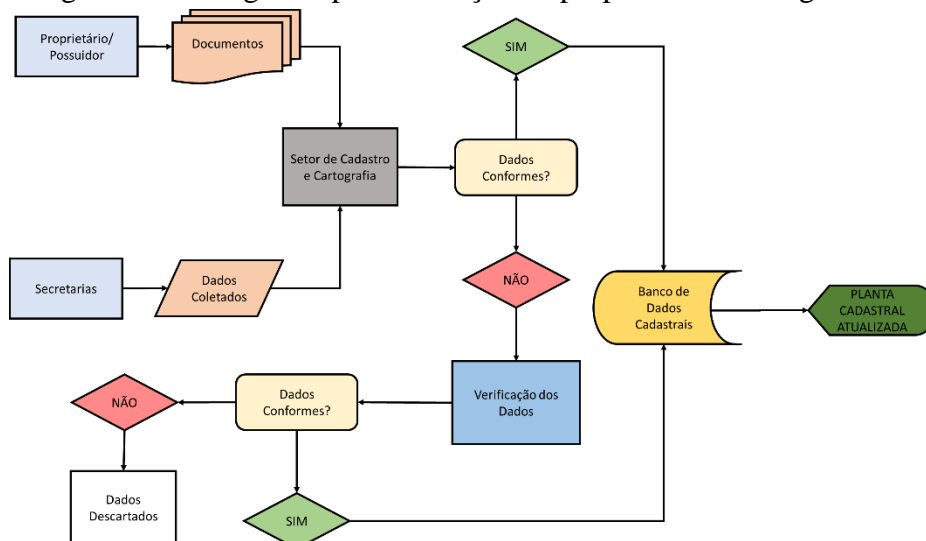 Proprietário/
Possuidor
Documentos
SIM
Setor de Cadastro
e Cartografia
Dados
Conformes?
Secretarias
Dados
Coletados
NÃO
Banco de
Dados
Cadastrais
PLANTA
CADASTRAL
ATUALIZADA
Verificação dos
Dados
Dados
Conformes?
NÃO
Dados
Descartados
SIM